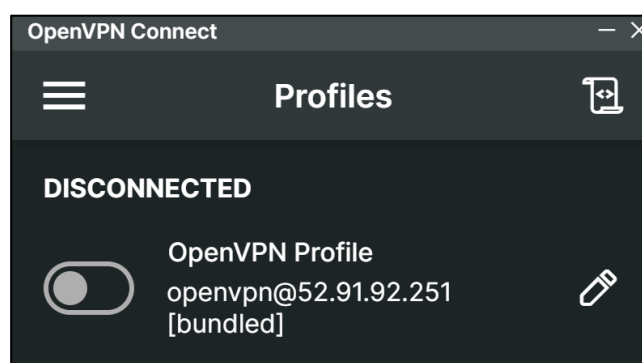 OpenVPN Connect
Profiles
DISCONNECTED
OpenVPN Profile
openvpn@52.91.92.251
[bundled]